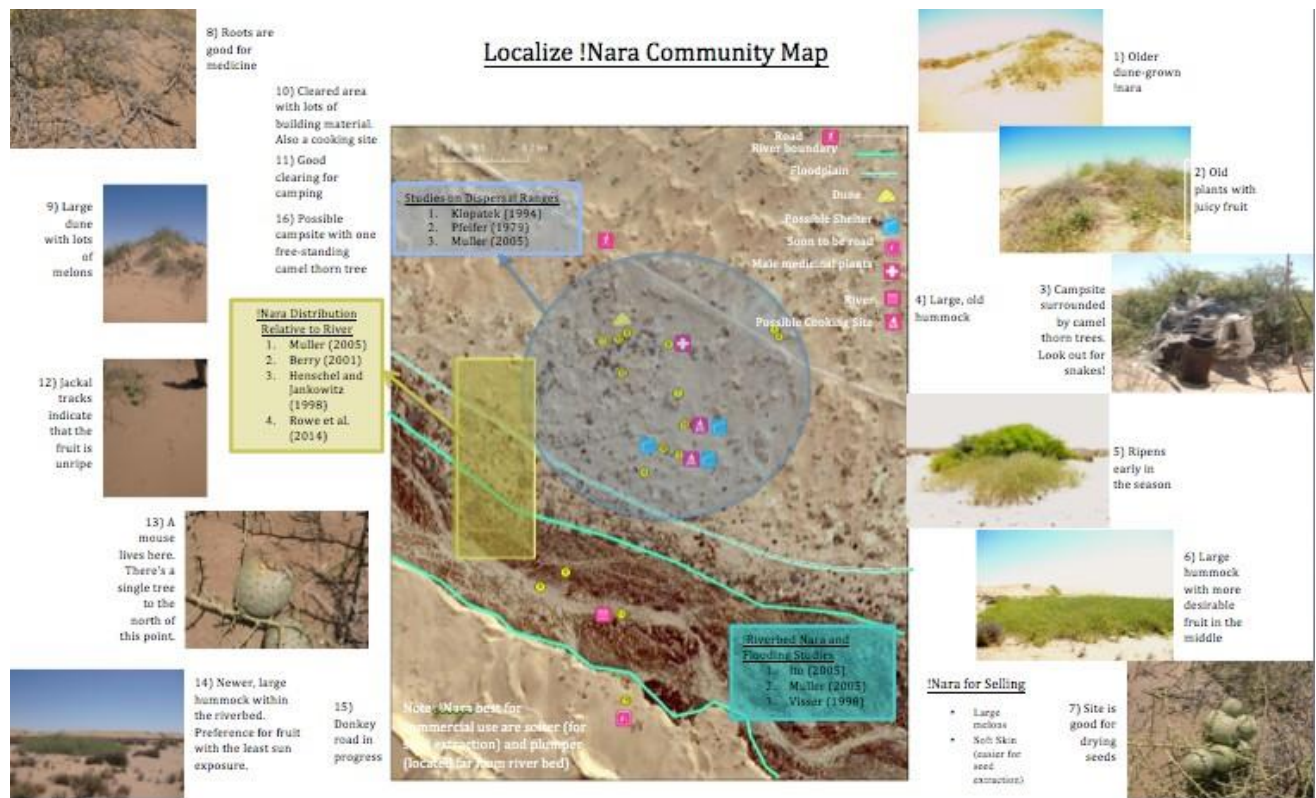 Localize !Nara Community Map
8) Roots are
good for
medicine
10) Cleared area
with lots of
building material.
Also a cooking site
11) Good
clearing for
camping
16) Possible
campsite with one
free-standing
camel thorn tree
9) Large
dune
with lots
of
melons
12) Jackal
tracks
indicate
that the
fruit is
unripe
13) A
mouse
lives here.
There's a
single tree
to the
north of
this point.
14) Newer, large
hummock within
the riverbed.
Preference for fruit
with the least sun
exposure.
15)
Donkey
road in
progress
!Nara Distribution
Relative to River
1. Muller (2005)
2. Berry (2001)
3. Henschel and
Jankowitz
(1998)
4. Rowe et al.
(2014)
Studies on Dispersal Ranges
1. Klopatek (1994)
2. Pfeifer (1979)
3. Muller (2005)
Road
River boundary
Floodplain
Dune
Possible Shelter
Soon to be road
Male medicinal plants
River
Possible Cooking Site
!Riverbed Nara and
Flooding Studies
1. Ito (2005)
2. Muller (2005)
3. Visser (1998)
Note: !Nara best for
commercial use are softer (for
seed extraction) and plumper
(located far from river bed)
1) Older
dune-grown
!nara
2) Old
plants with
juicy fruit
3) Campsite
surrounded
by camel
thorn trees.
Look out for
snakes!
4) Large, old
hummock
5) Ripens
early in
the season
6) Large
hummock
with more
desirable
fruit in the
middle
!Nara for Selling
• Large
melons
• Soft Skin
(easier for
seed
extraction)
7) Site is
good for
drying
seeds